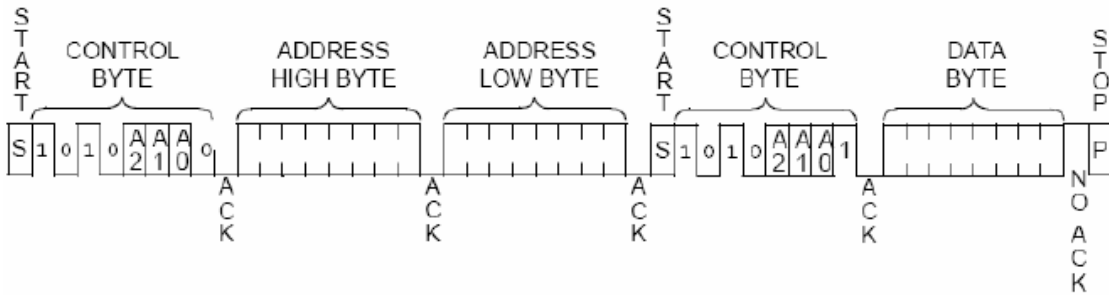 START
CONTROL BYTE
ADDRESS HIGH BYTE
ADDRESS LOW BYTE
START
CONTROL BYTE
DATA BYTE
STOP
S 1 0 1 0 A2 A1 A0 0
S 1 0 1 0 A2 A1 A0 1
P
ACK
ACK
ACK
ACK
NO ACK